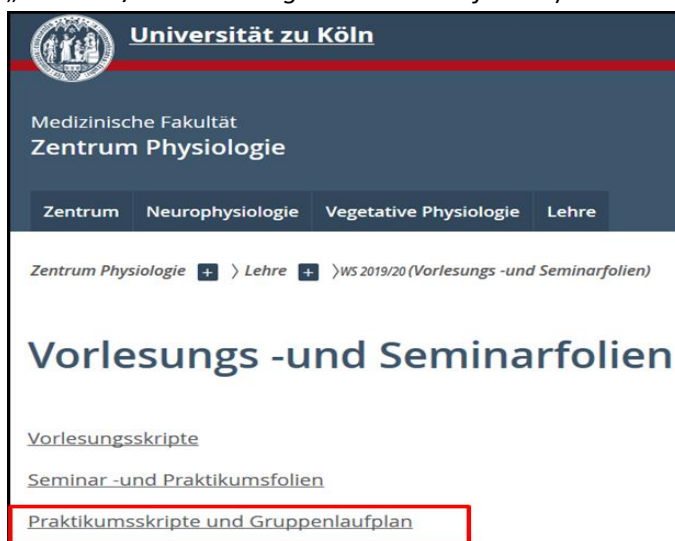 Universität zu Köln
Medizinische Fakultät
Zentrum Physiologie
Zentrum Neurophysiologie Vegetative Physiologie Lehre
Zentrum Physiologie + 〉 Lehre + 〉WS 2019/20 (Vorlesungs -und Seminarfolien)
Vorlesungs -und Seminarfolien
Vorlesungsskripte
Seminar -und Praktikumsfolien
Praktikumsskripte und Gruppenlaufplan